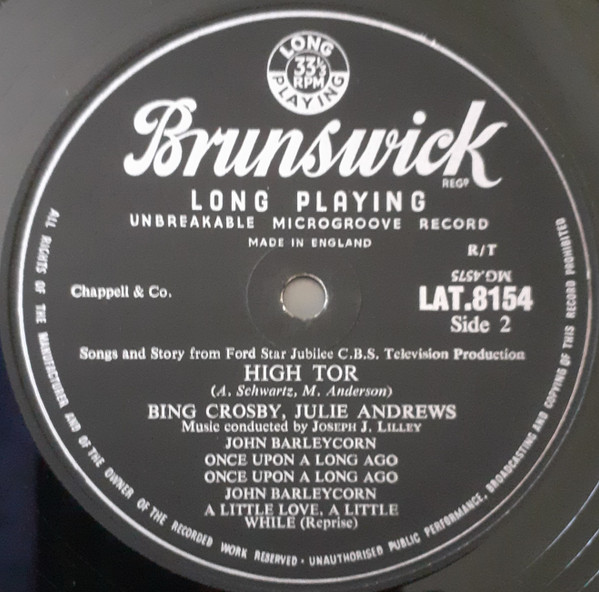 LONG
33⅓
RPM
PLAYING
Brunswick
REGD
LONG PLAYING
UNBREAKABLE MICROGROOVE RECORD
MADE IN ENGLAND
R/T
MG.4575
Chappell & Co.
LAT.8154
Side 2
Songs and Story from Ford Star Jubilee C.B.S. Television Production
HIGH TOR
(A. Schwartz, M. Anderson)
BING CROSBY, JULIE ANDREWS
Music conducted by JOSEPH J. LILLEY
JOHN BARLEYCORN
ONCE UPON A LONG AGO
ONCE UPON A LONG AGO
JOHN BARLEYCORN
A LITTLE LOVE, A LITTLE
WHILE (Reprise)
ALL RIGHTS OF THE MANUFACTURER AND OF THE OWNER OF THE RECORDED WORK RESERVED · UNAUTHORISED PUBLIC PERFORMANCE, BROADCASTING AND COPYING OF THIS RECORD PROHIBITED